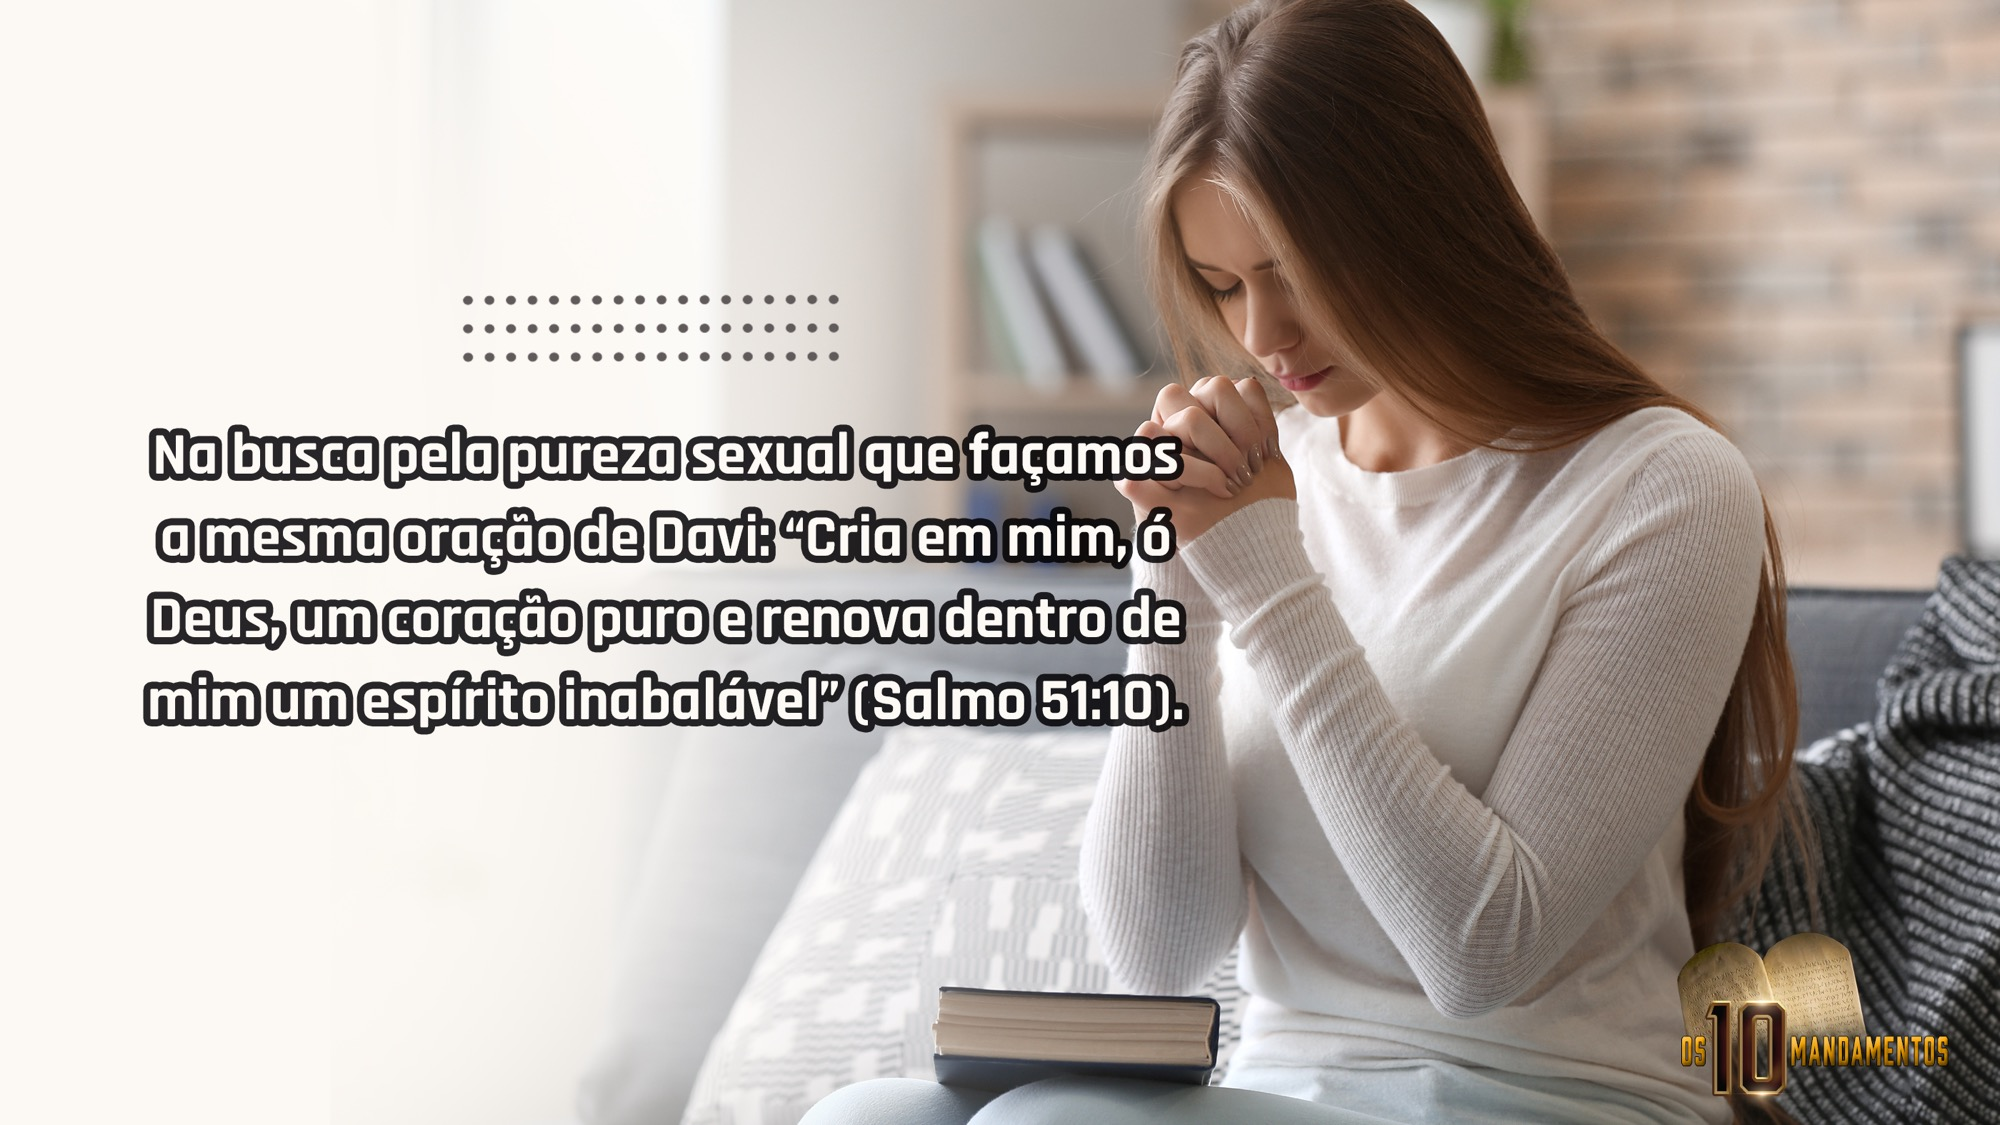 Na busca pela pureza sexual que façamos
a mesma oração de Davi: “Cria em mim, ó
Deus, um coração puro e renova dentro de
mim um espírito inabalável” (Salmo 51:10).
OS 10 MANDAMENTOS